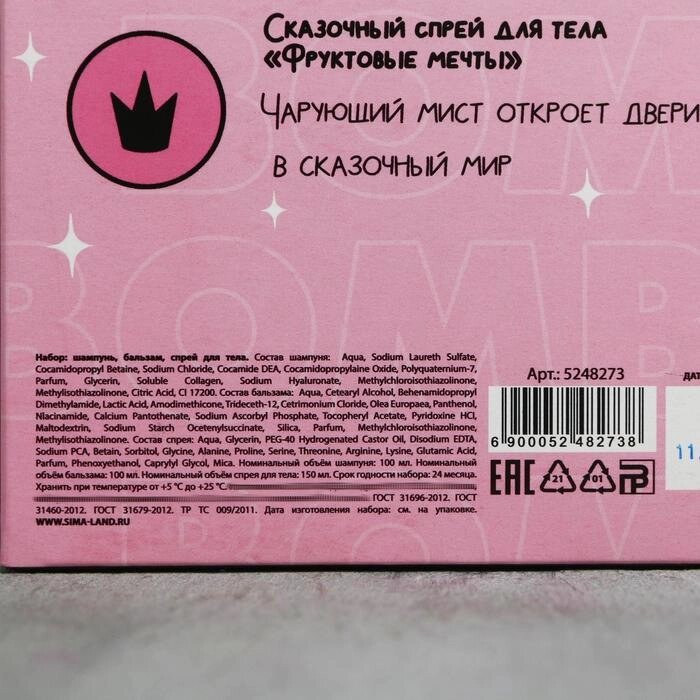 Сказочный спрей для тела
«Фруктовые мечты»
Чарующий мист откроет двери
в сказочный мир
BOMB
BOMB
Набор: шампунь, бальзам, спрей для тела. Состав шампуня: Aqua, Sodium Laureth Sulfate,
Cocamidopropyl Betaine, Sodium Chloride, Cocamide DEA, Cocamidopropylaine Oxide, Polyquaternium-7,
Parfum, Glycerin, Soluble Collagen, Sodium Hyaluronate, Methylchloroisothiazolinone,
Methylisothiazolinone, Citric Acid, CI 17200. Состав бальзама: Aqua, Cetearyl Alcohol, Behenamidopropyl
Dimethylamide, Lactic Acid, Amodimethicone, Trideceth-12, Cetrimonium Cloride, Olea Europaea, Panthenol,
Niacinamide, Calcium Pantothenate, Sodium Ascorbyl Phosphate, Tocopheryl Acetate, Pyridoxine HCI,
Maltodextrin, Sodium Starch Ocetenylsuccinate, Silica, Parfum, Methylchloroisothiazolinone,
Methylisothiazolinone. Состав спрея: Aqua, Glycerin, PEG-40 Hydrogenated Castor Oil, Disodium EDTA,
Sodium PCA, Betain, Sorbitol, Glycine, Alanine, Proline, Serine, Threonine, Arginine, Lysine, Glutamic Acid,
Parfum, Phenoxyethanol, Caprylyl Glycol, Mica. Номинальный объём шампуня: 100 мл. Номинальный
объём бальзама: 100 мл. Номинальный объём спрея для тела: 150 мл. Срок годности набора: 24 месяца.
Хранить при температуре от +5 °С до +25 °С.
ГОСТ 31696-2012. ГОСТ
31460-2012. ГОСТ 31679-2012. ТР ТС 009/2011. Дата изготовления набора: см. на упаковке.
WWW.SIMA-LAND.RU
Арт.: 5248273
6 900052 482738
EAC 21 01
ДАТ
11.